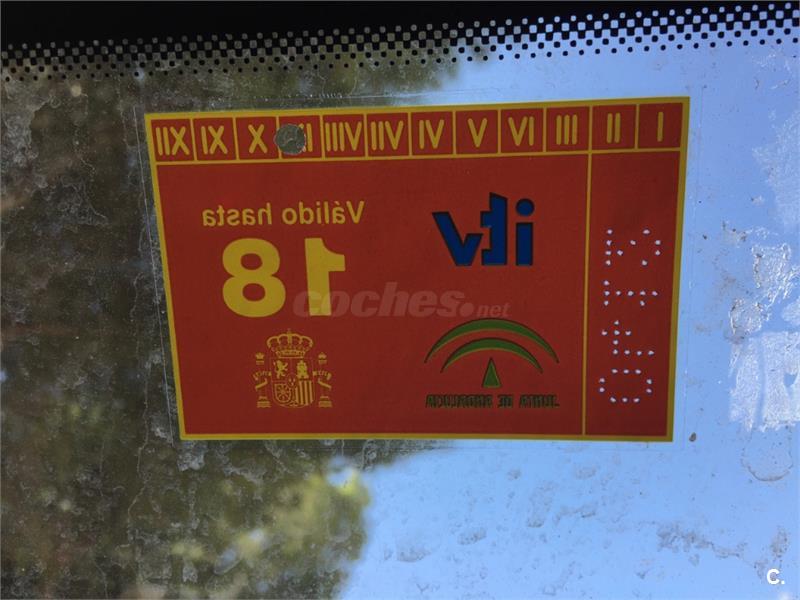 I II III IV V VI VII VIII X XI XII
itv
Válido hasta
18
coches.net
JUNTA DE ANDALUCIA
C.